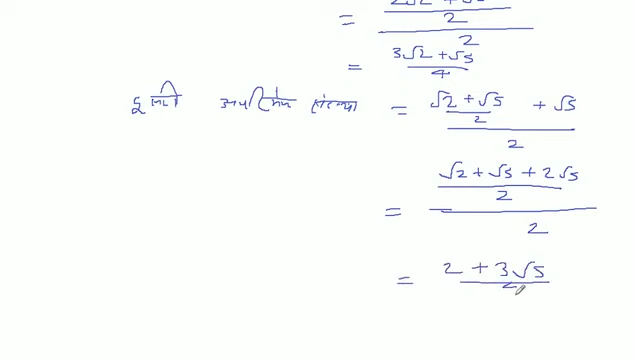 = (2√2 + √5)/2 / 2
= (3√2 + √5)/4
संख्या = ((√2 + √5)/2 + √5)/2
= ((√2 + √5 + 2√5)/2)/2
= (2 + 3√5)/